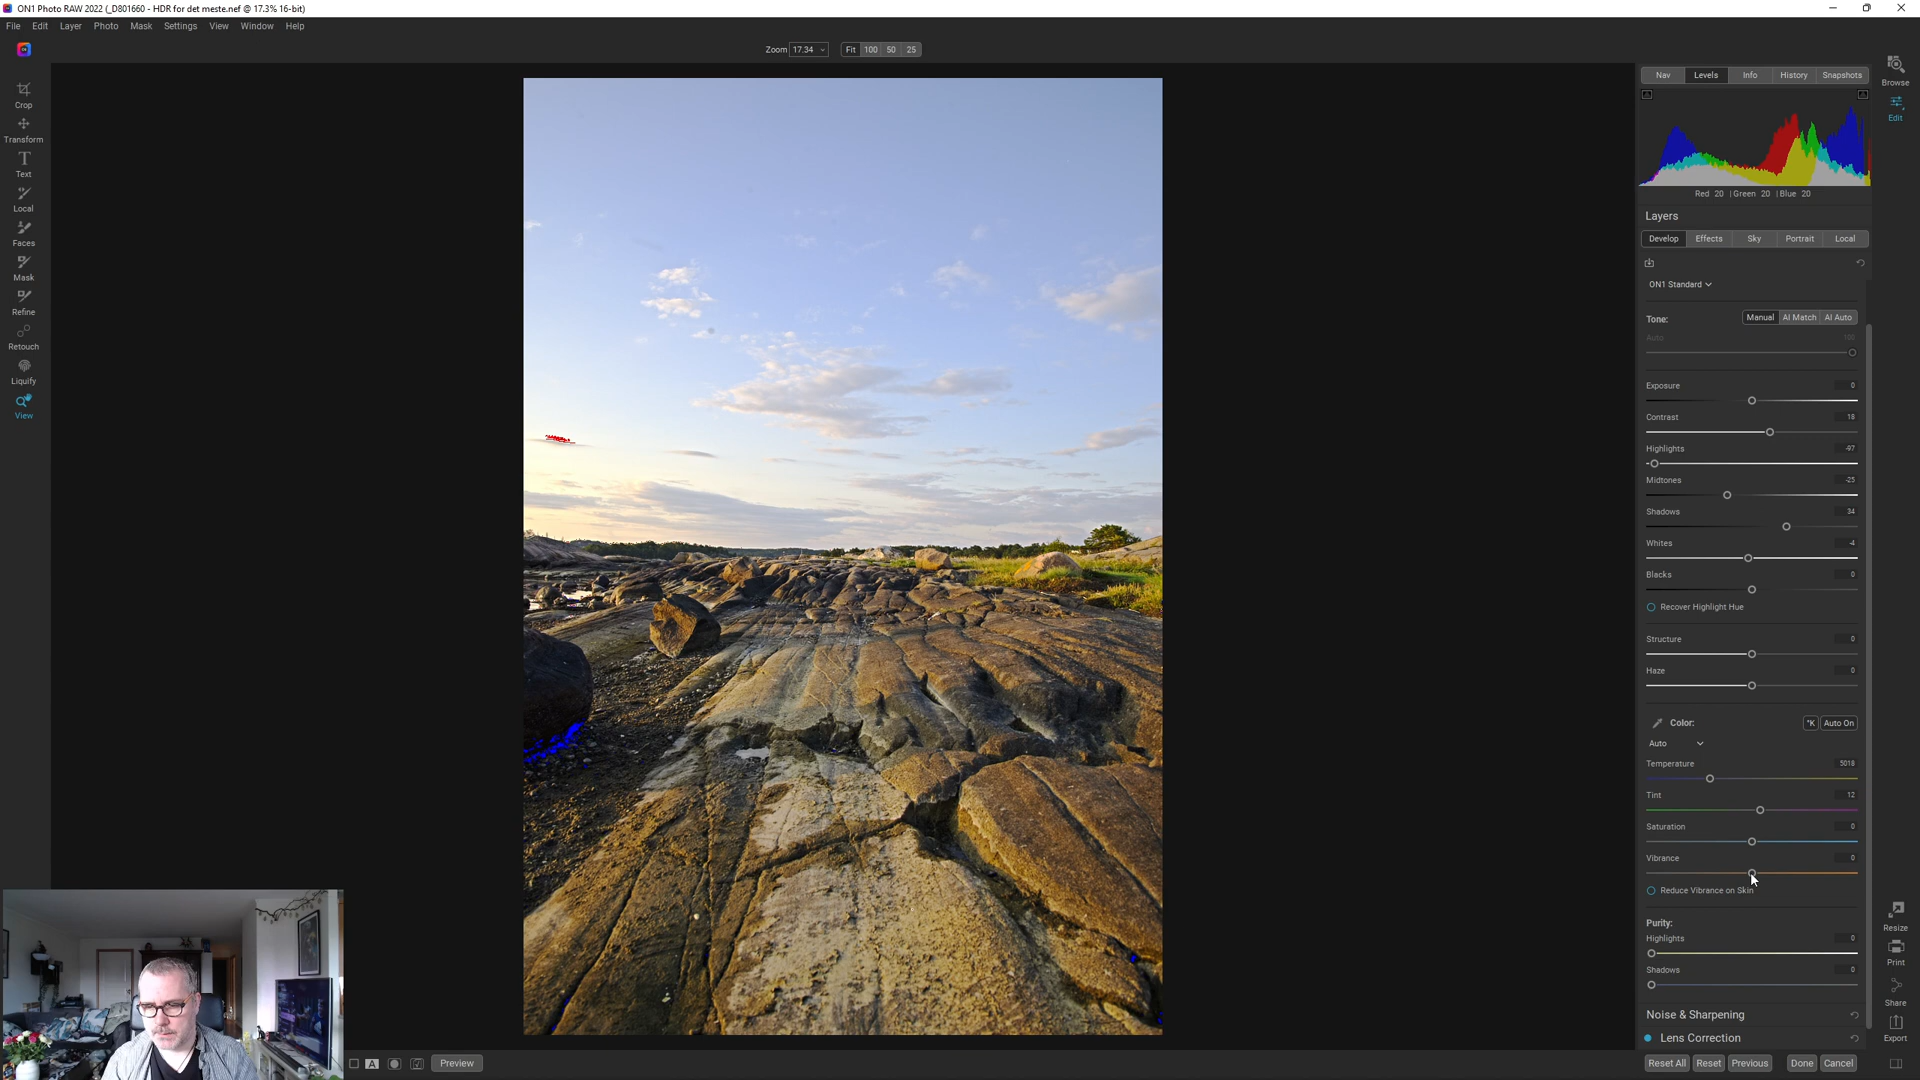 ON1 Photo RAW 2022 (_D801660 - HDR for det meste.nef @ 17.3% 16-bit)
File Edit Layer Photo Mask Settings View Window Help
Zoom 17.34 Fit 100 50 25
Crop
Transform
Text
Local
Faces
Mask
Refine
Retouch
Liquify
View
Nav Levels Info History Snapshots
Red 20 | Green 20 | Blue 20
Layers
Develop Effects Sky Portrait Local
ON1 Standard
Tone: Manual AI Match AI Auto
Auto 100
Exposure 0
Contrast 18
Highlights -97
Midtones -25
Shadows 34
Whites -4
Blacks 0
Recover Highlight Hue
Structure 0
Haze 0
Color: °K Auto On
Auto
Temperature 5018
Tint 12
Saturation 0
Vibrance 0
Reduce Vibrance on Skin
Purity:
Highlights 0
Shadows 0
Noise & Sharpening
Lens Correction
Reset All Reset Previous Done Cancel
Browse
Edit
Resize
Print
Share
Export
A Preview